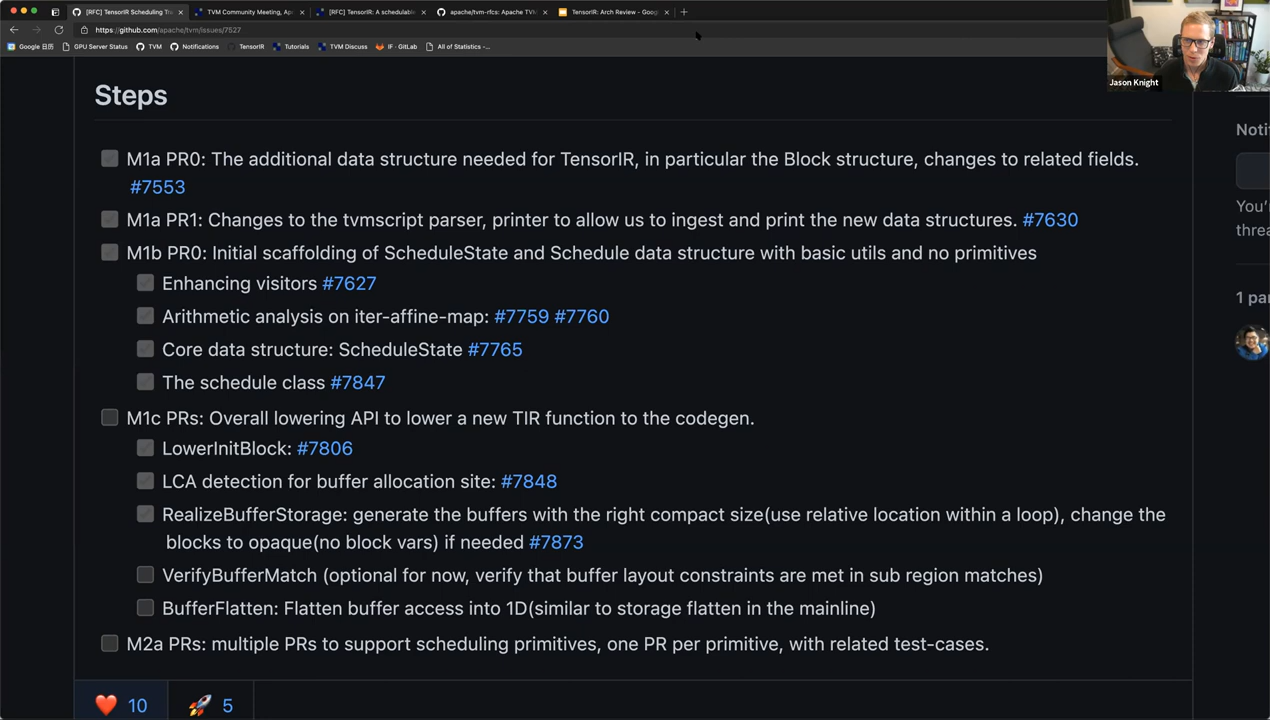 [RFC] TensorIR Scheduling Tr
TVM Community Meeting, Ap
[RFC] TensorIR: A schedulable
apache/tvm-rfcs: Apache TVM
TensorIR: Arch Review - Goog
https://github.com/apache/tvm/issues/7527
Google 日历
GPU Server Status
TVM
Notifications
TensorIR
Tutorials
TVM Discuss
IF · GitLab
All of Statistics -...
Jason Knight
Steps
M1a PR0: The additional data structure needed for TensorIR, in particular the Block structure, changes to related fields.
#7553
M1a PR1: Changes to the tvmscript parser, printer to allow us to ingest and print the new data structures. #7630
M1b PR0: Initial scaffolding of ScheduleState and Schedule data structure with basic utils and no primitives
Enhancing visitors #7627
Arithmetic analysis on iter-affine-map: #7759 #7760
Core data structure: ScheduleState #7765
The schedule class #7847
M1c PRs: Overall lowering API to lower a new TIR function to the codegen.
LowerInitBlock: #7806
LCA detection for buffer allocation site: #7848
RealizeBufferStorage: generate the buffers with the right compact size(use relative location within a loop), change the
blocks to opaque(no block vars) if needed #7873
VerifyBufferMatch (optional for now, verify that buffer layout constraints are met in sub region matches)
BufferFlatten: Flatten buffer access into 1D(similar to storage flatten in the mainline)
M2a PRs: multiple PRs to support scheduling primitives, one PR per primitive, with related test-cases.
10
5
Noti
You'r
threa
1 par